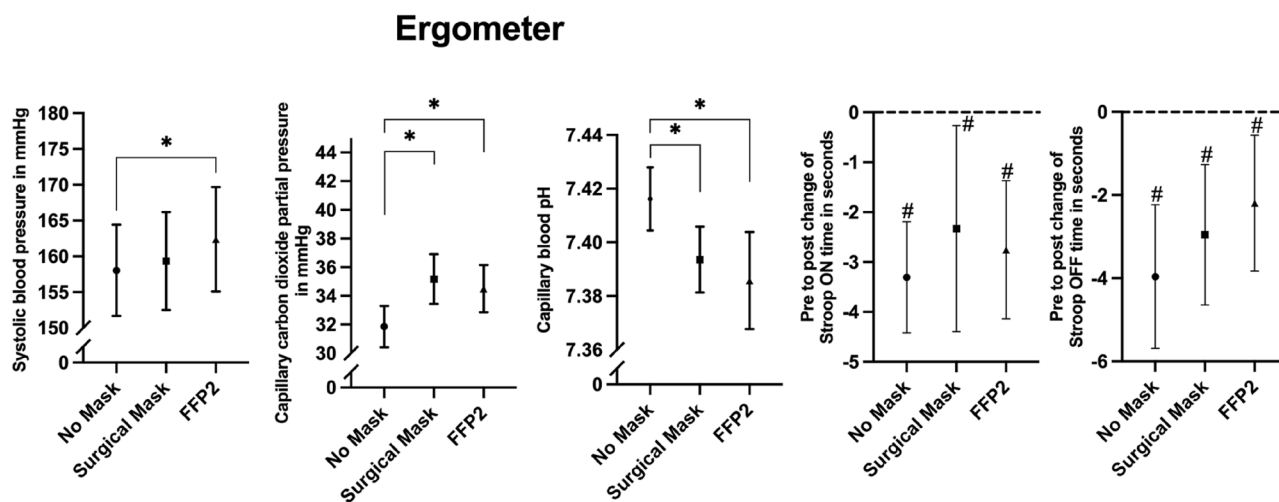 Ergometer
Systolic blood pressure in mmHg
180
175
170
165
160
155
150
0
*
No Mask
Surgical Mask
FFP2
Capillary carbon dioxide partial pressure
in mmHg
44
42
40
38
36
34
32
30
0
*
*
No Mask
Surgical Mask
FFP2
Capillary blood pH
7.44
7.42
7.40
7.38
7.36
0
*
*
No Mask
Surgical Mask
FFP2
Pre to post change of
Stroop ON time in seconds
0
-1
-2
-3
-4
-5
#
#
#
No Mask
Surgical Mask
FFP2
Pre to post change of
Stroop OFF time in seconds
0
-2
-4
-6
#
#
#
No Mask
Surgical Mask
FFP2